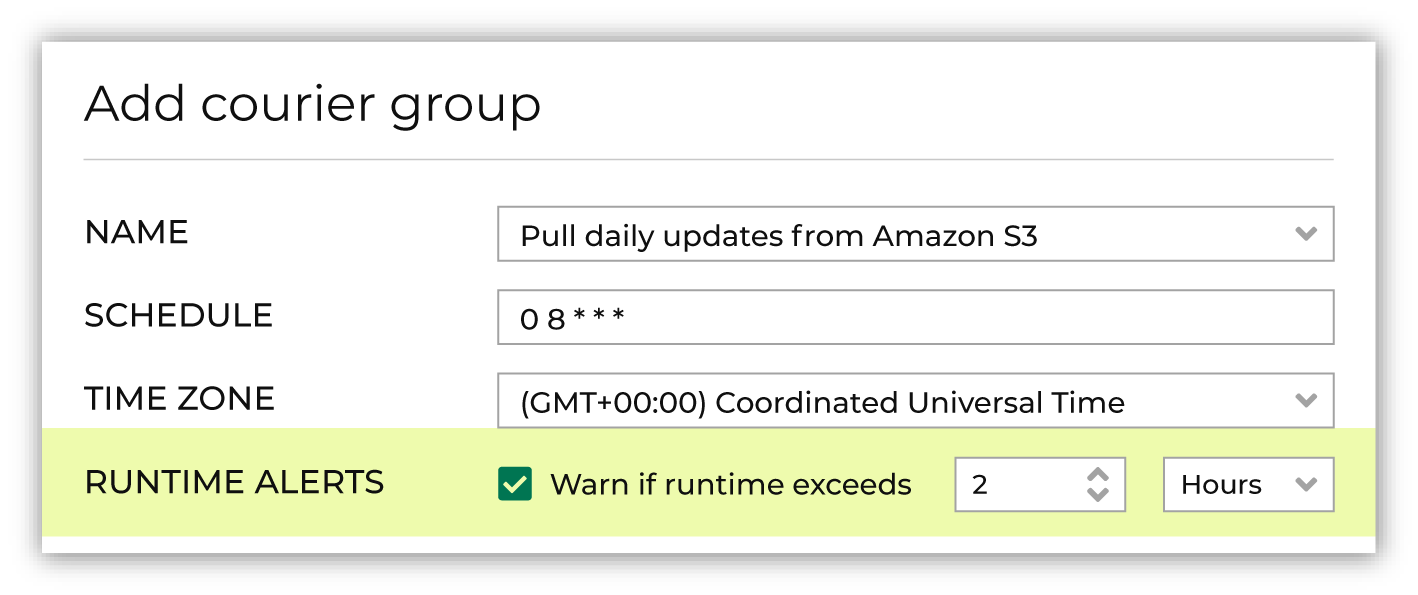 Add courier group
NAME
Pull daily updates from Amazon S3
SCHEDULE
0 8 * * *
TIME ZONE
(GMT+00:00) Coordinated Universal Time
RUNTIME ALERTS
Warn if runtime exceeds 2 Hours